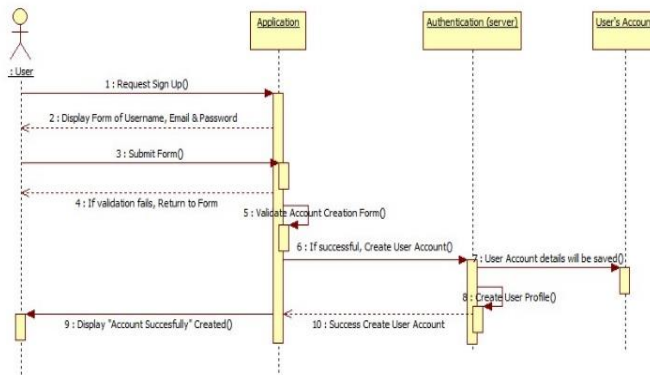 Application
Authentication (server)
User's Account
: User
1 : Request Sign Up()
2 : Display Form of Username, Email & Password
3 : Submit Form()
4 : If validation fails, Return to Form
5 : Validate Account Creation Form()
6 : If successful, Create User Account()
7 : User Account details will be saved()
8 : Create User Profile()
9 : Display "Account Succesfully" Created()
10 : Success Create User Account